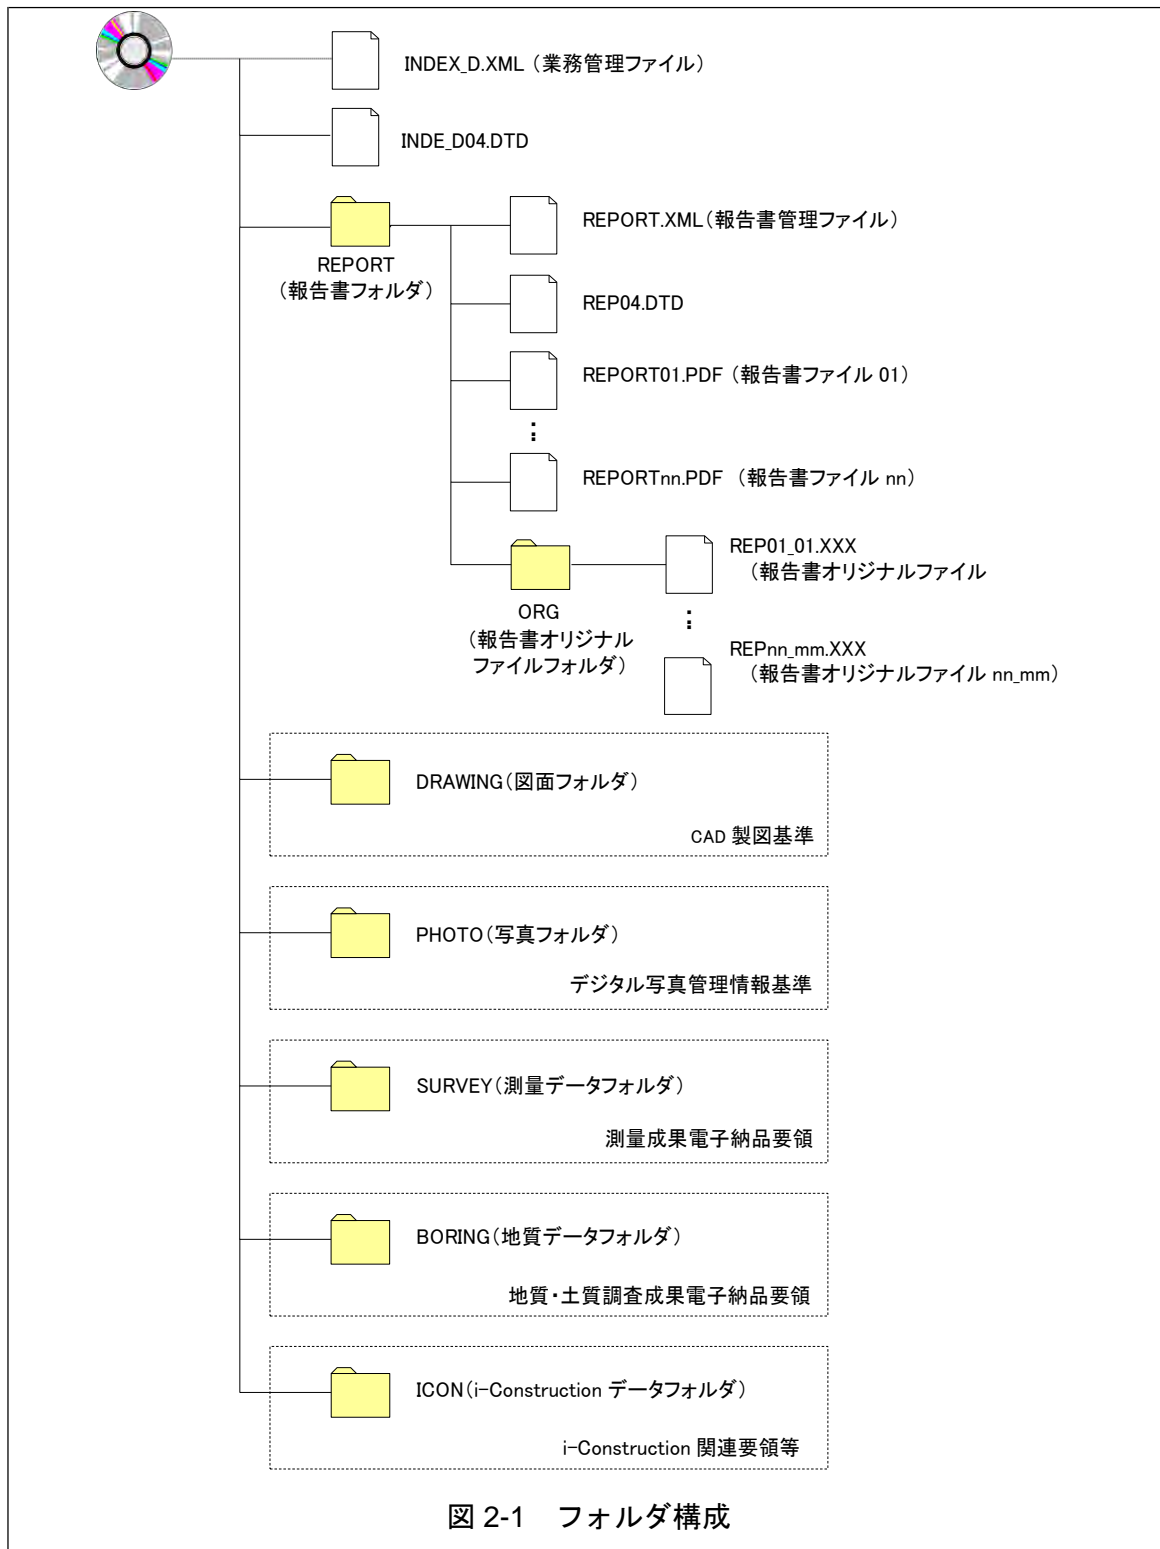 INDEX_D.XML（業務管理ファイル）
INDE_D04.DTD
REPORT
（報告書フォルダ）
REPORT.XML（報告書管理ファイル）
REP04.DTD
REPORT01.PDF（報告書ファイル 01）
⋮
REPORTnn.PDF （報告書ファイル nn）
ORG
（報告書オリジナル
ファイルフォルダ）
REP01_01.XXX
（報告書オリジナルファイル
⋮
REPnn_mm.XXX
（報告書オリジナルファイル nn_mm）
DRAWING（図面フォルダ）
CAD 製図基準
PHOTO（写真フォルダ）
デジタル写真管理情報基準
SURVEY（測量データフォルダ）
測量成果電子納品要領
BORING（地質データフォルダ）
地質・土質調査成果電子納品要領
ICON（i-Construction データフォルダ）
i-Construction 関連要領等
図 2-1　フォルダ構成